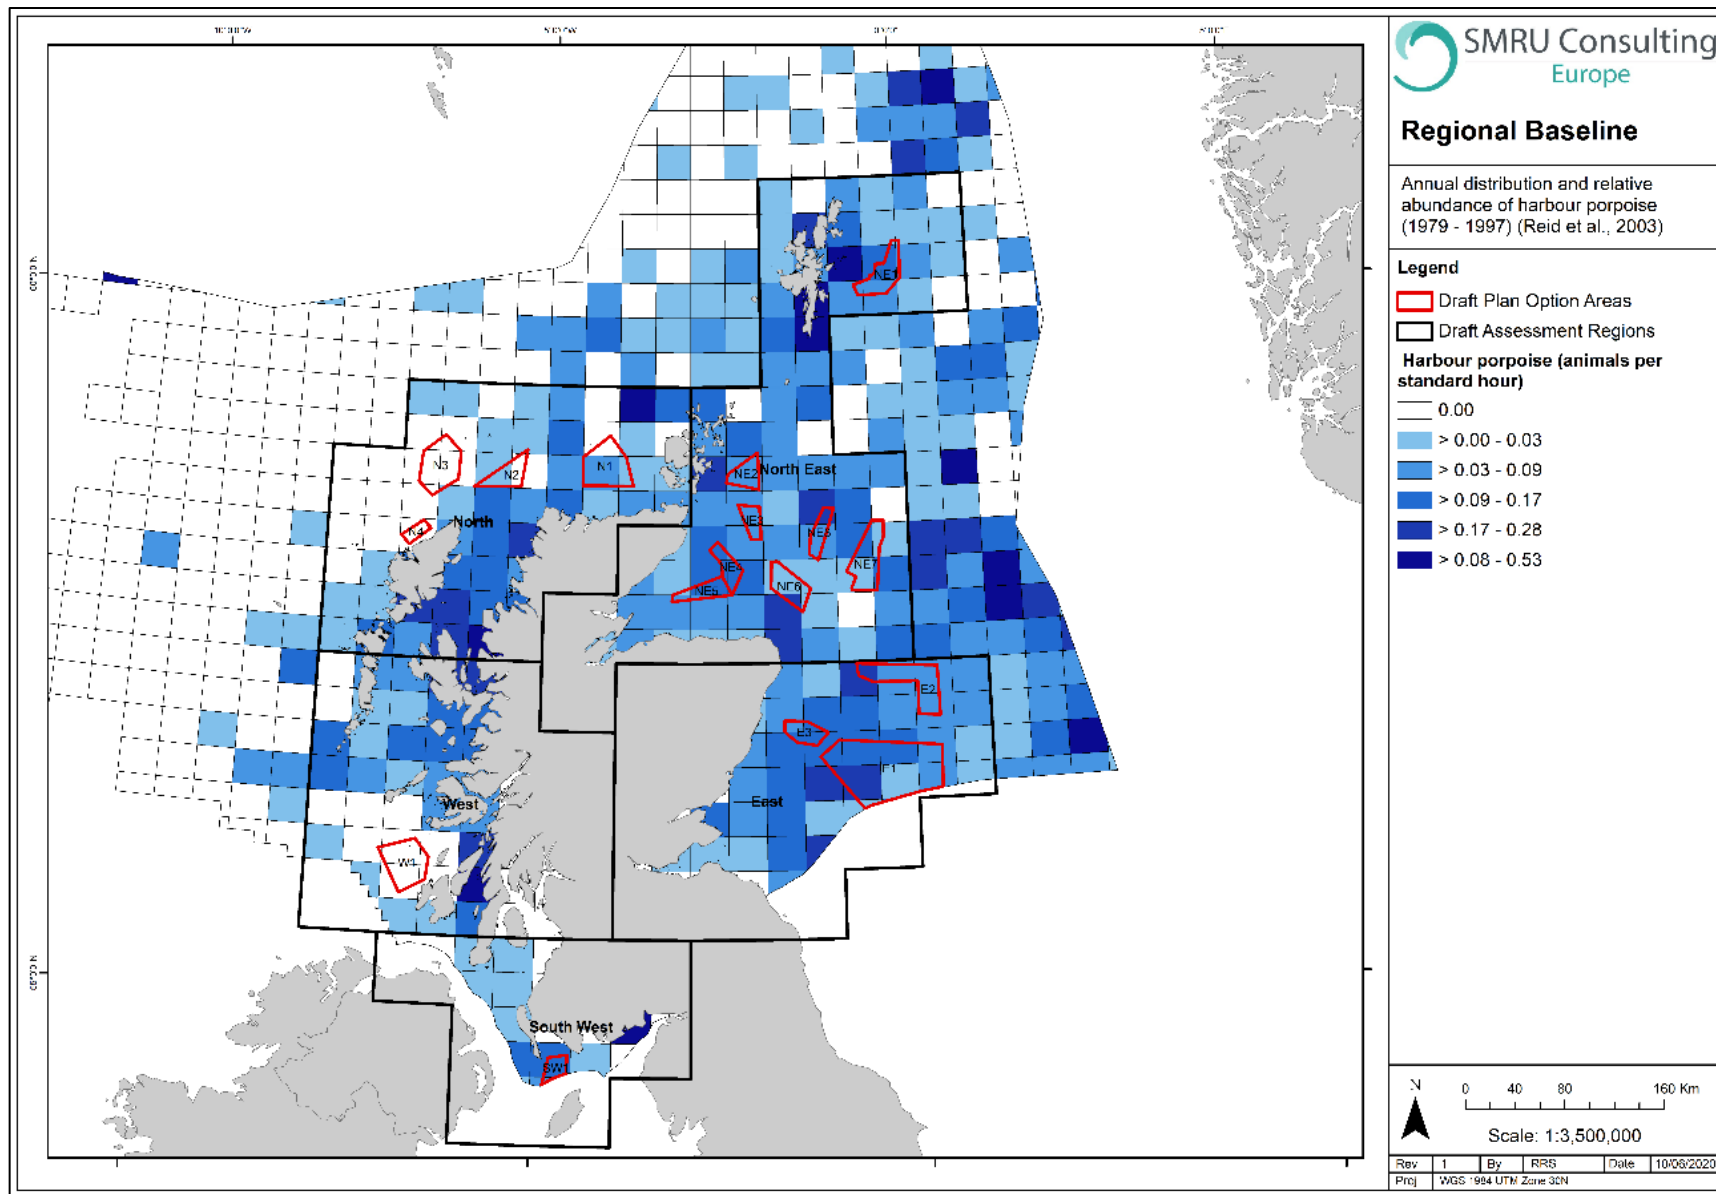 SMRU Consulting
Europe
Regional Baseline
Annual distribution and relative
abundance of harbour porpoise
(1979 - 1997) (Reid et al., 2003)
Legend
Draft Plan Option Areas
Draft Assessment Regions
Harbour porpoise (animals per
standard hour)
0.00
> 0.00 - 0.03
> 0.03 - 0.09
> 0.09 - 0.17
> 0.17 - 0.28
> 0.08 - 0.53
N
0 40 80 160 Km
Scale: 1:3,500,000
Rev 1 By RRS Date 10/06/2020
Proj WGS 1984 UTM Zone 30N
NE1
N3
N2
N1
NE2
North East
N4
North
NE3
NE7
NE4
NE5
NE6
E2
E3
E1
West
East
W1
South West
SW1